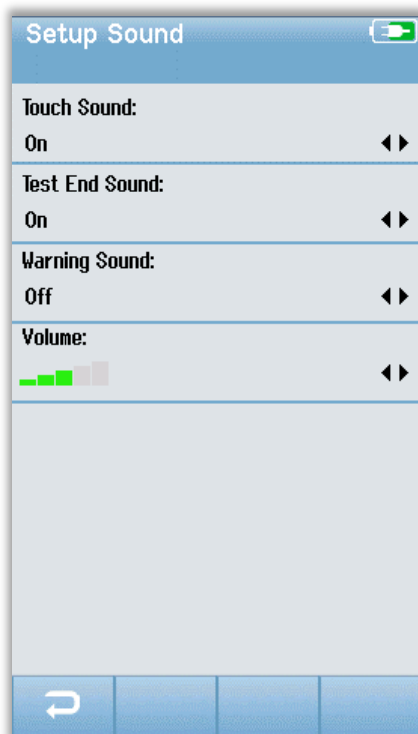 Setup Sound
Touch Sound:
On
Test End Sound:
On
Warning Sound:
Off
Volume: